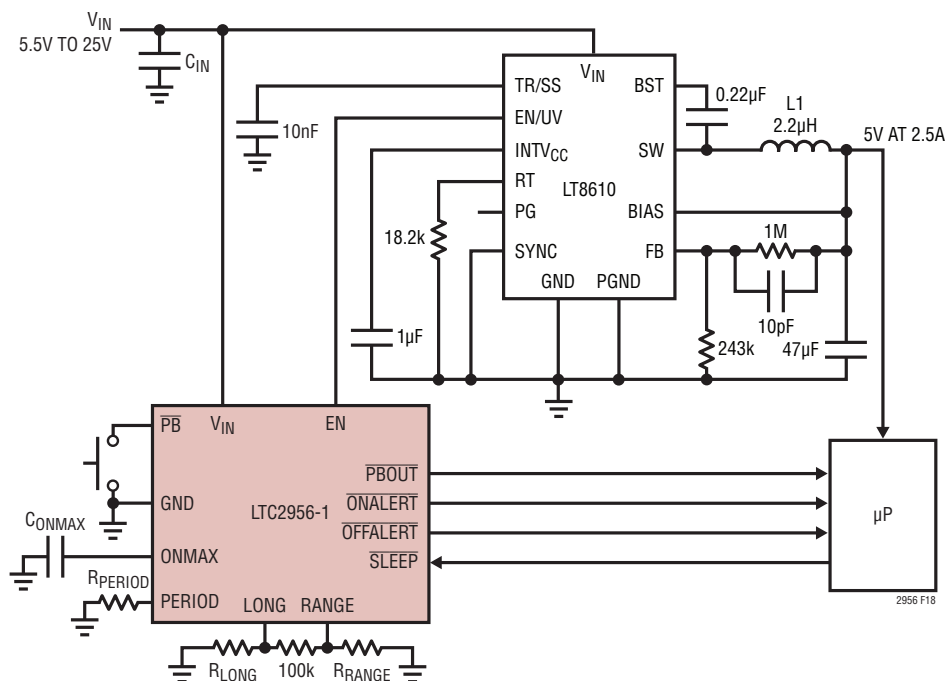 VIN
5.5V TO 25V
CIN
VIN
TR/SS
BST
0.22µF
L1
2.2µH
10nF
EN/UV
5V AT 2.5A
INTVCC
SW
RT
LT8610
PG
BIAS
18.2k
1M
SYNC
FB
GND
PGND
10pF
1µF
243k
47µF
PB
VIN
EN
PBOUT
GND
LTC2956-1
ONALERT
µP
CONMAX
OFFALERT
ONMAX
SLEEP
RPERIOD
PERIOD
LONG
RANGE
2956 F18
RLONG
100k
RRANGE